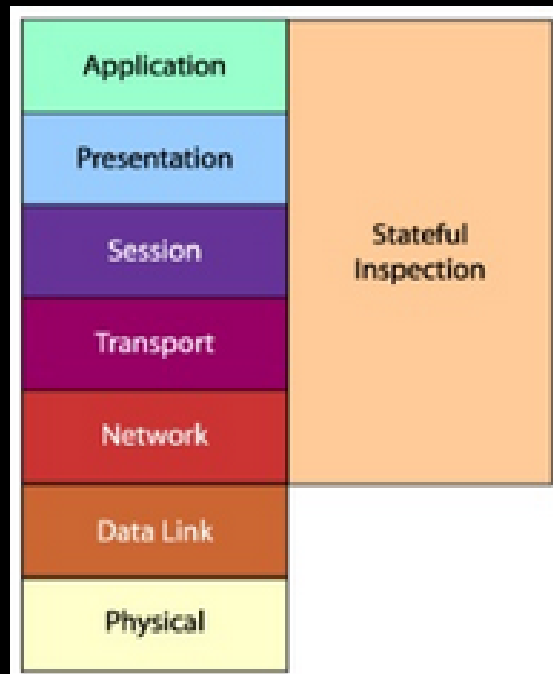 Application
Presentation
Session
Transport
Network
Data Link
Physical
Stateful
Inspection